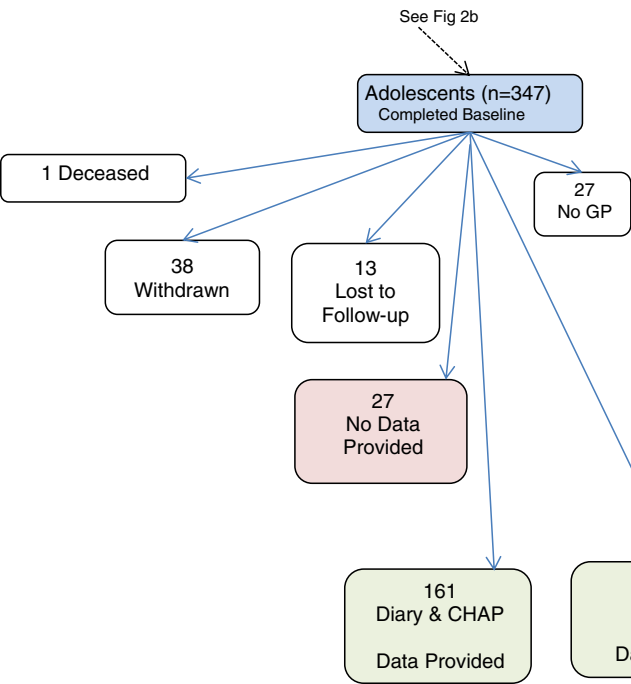 See Fig 2b
Adolescents (n=347)
Completed Baseline
1 Deceased
27
No GP
38
Withdrawn
13
Lost to
Follow-up
27
No Data
Provided
161
Diary & CHAP
Data Provided